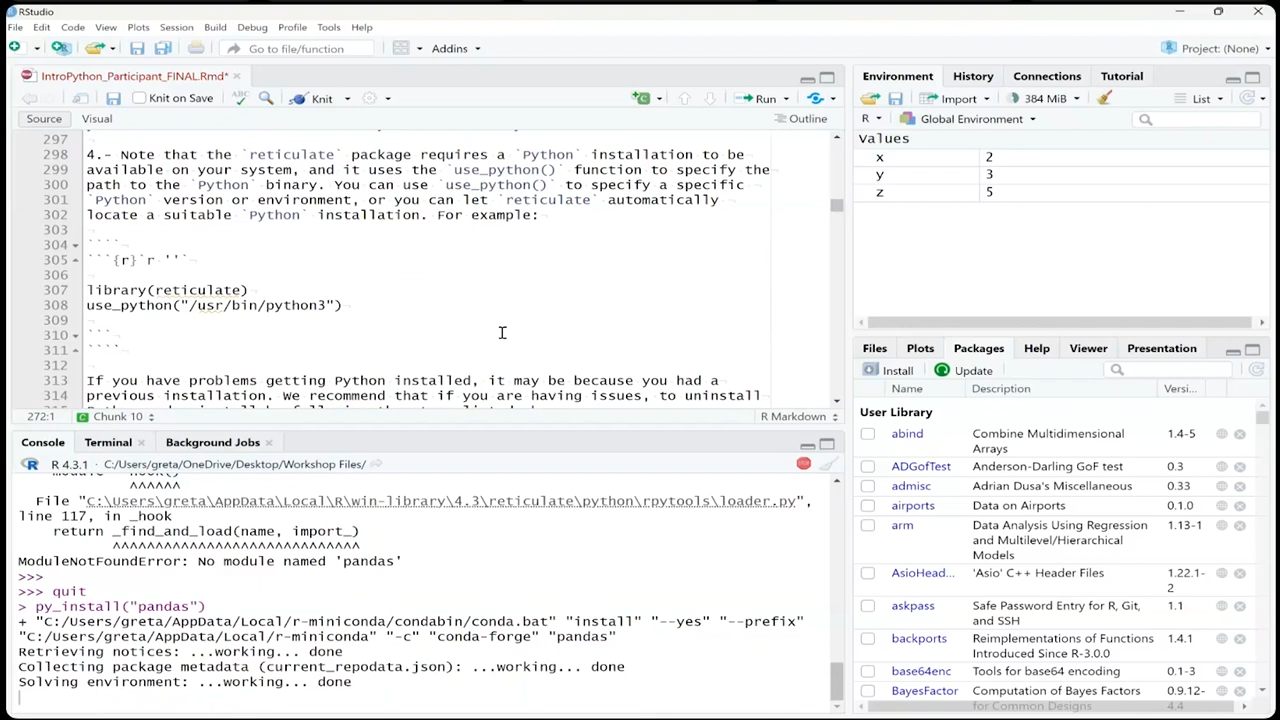 RStudio
File Edit Code View Plots Session Build Debug Profile Tools Help
Go to file/function Addins Project: (None)
IntroPython_Participant_FINAL.Rmd*
Knit on Save ABC Knit Run
Source Visual Outline
297
298 4.- Note that the `reticulate` package requires a `Python` installation to be
299 available on your system, and it uses the `use_python()` function to specify the
300 path to the `Python` binary. You can use `use_python()` to specify a specific
301 `Python` version or environment, or you can let `reticulate` automatically
302 locate a suitable `Python` installation. For example:
303
304 ````
305 ```{r}`r ''`
306
307 library(reticulate)
308 use_python("/usr/bin/python3")
309
310 ```
311 ````
312
313 If you have problems getting Python installed, it may be because you had a
314 previous installation. We recommend that if you are having issues, to uninstall
272:1 Chunk 10 R Markdown
Console Terminal Background Jobs
R 4.3.1 · C:/Users/greta/OneDrive/Desktop/Workshop Files/
^^^^^^
File "C:\Users\greta\AppData\Local\R\win-library\4.3\reticulate\python\rpytools\loader.py",
line 117, in _hook
return _find_and_load(name, import_)
^^^^^^^^^^^^^^^^^^^^^^^^^^^^^
ModuleNotFoundError: No module named 'pandas'
>>>
>>> quit
> py_install("pandas")
+ "C:/Users/greta/AppData/Local/r-miniconda/condabin/conda.bat" "install" "--yes" "--prefix"
"C:/Users/greta/AppData/Local/r-miniconda" "-c" "conda-forge" "pandas"
Retrieving notices: ...working... done
Collecting package metadata (current_repodata.json): ...working... done
Solving environment: ...working... done
Environment History Connections Tutorial
Import 384 MiB List
R Global Environment
Values
x 2
y 3
z 5
Files Plots Packages Help Viewer Presentation
Install Update
Name Description Versi...
User Library
abind Combine Multidimensional Arrays 1.4-5
ADGofTest Anderson-Darling GoF test 0.3
admisc Adrian Dusa's Miscellaneous 0.33
airports Data on Airports 0.1.0
arm Data Analysis Using Regression and Multilevel/Hierarchical Models 1.13-1
AsioHead... 'Asio' C++ Header Files 1.22.1-2
askpass Safe Password Entry for R, Git, and SSH 1.1
backports Reimplementations of Functions Introduced Since R-3.0.0 1.4.1
base64enc Tools for base64 encoding 0.1-3
BayesFactor Computation of Bayes Factors for Common Designs 0.9.12-4.4